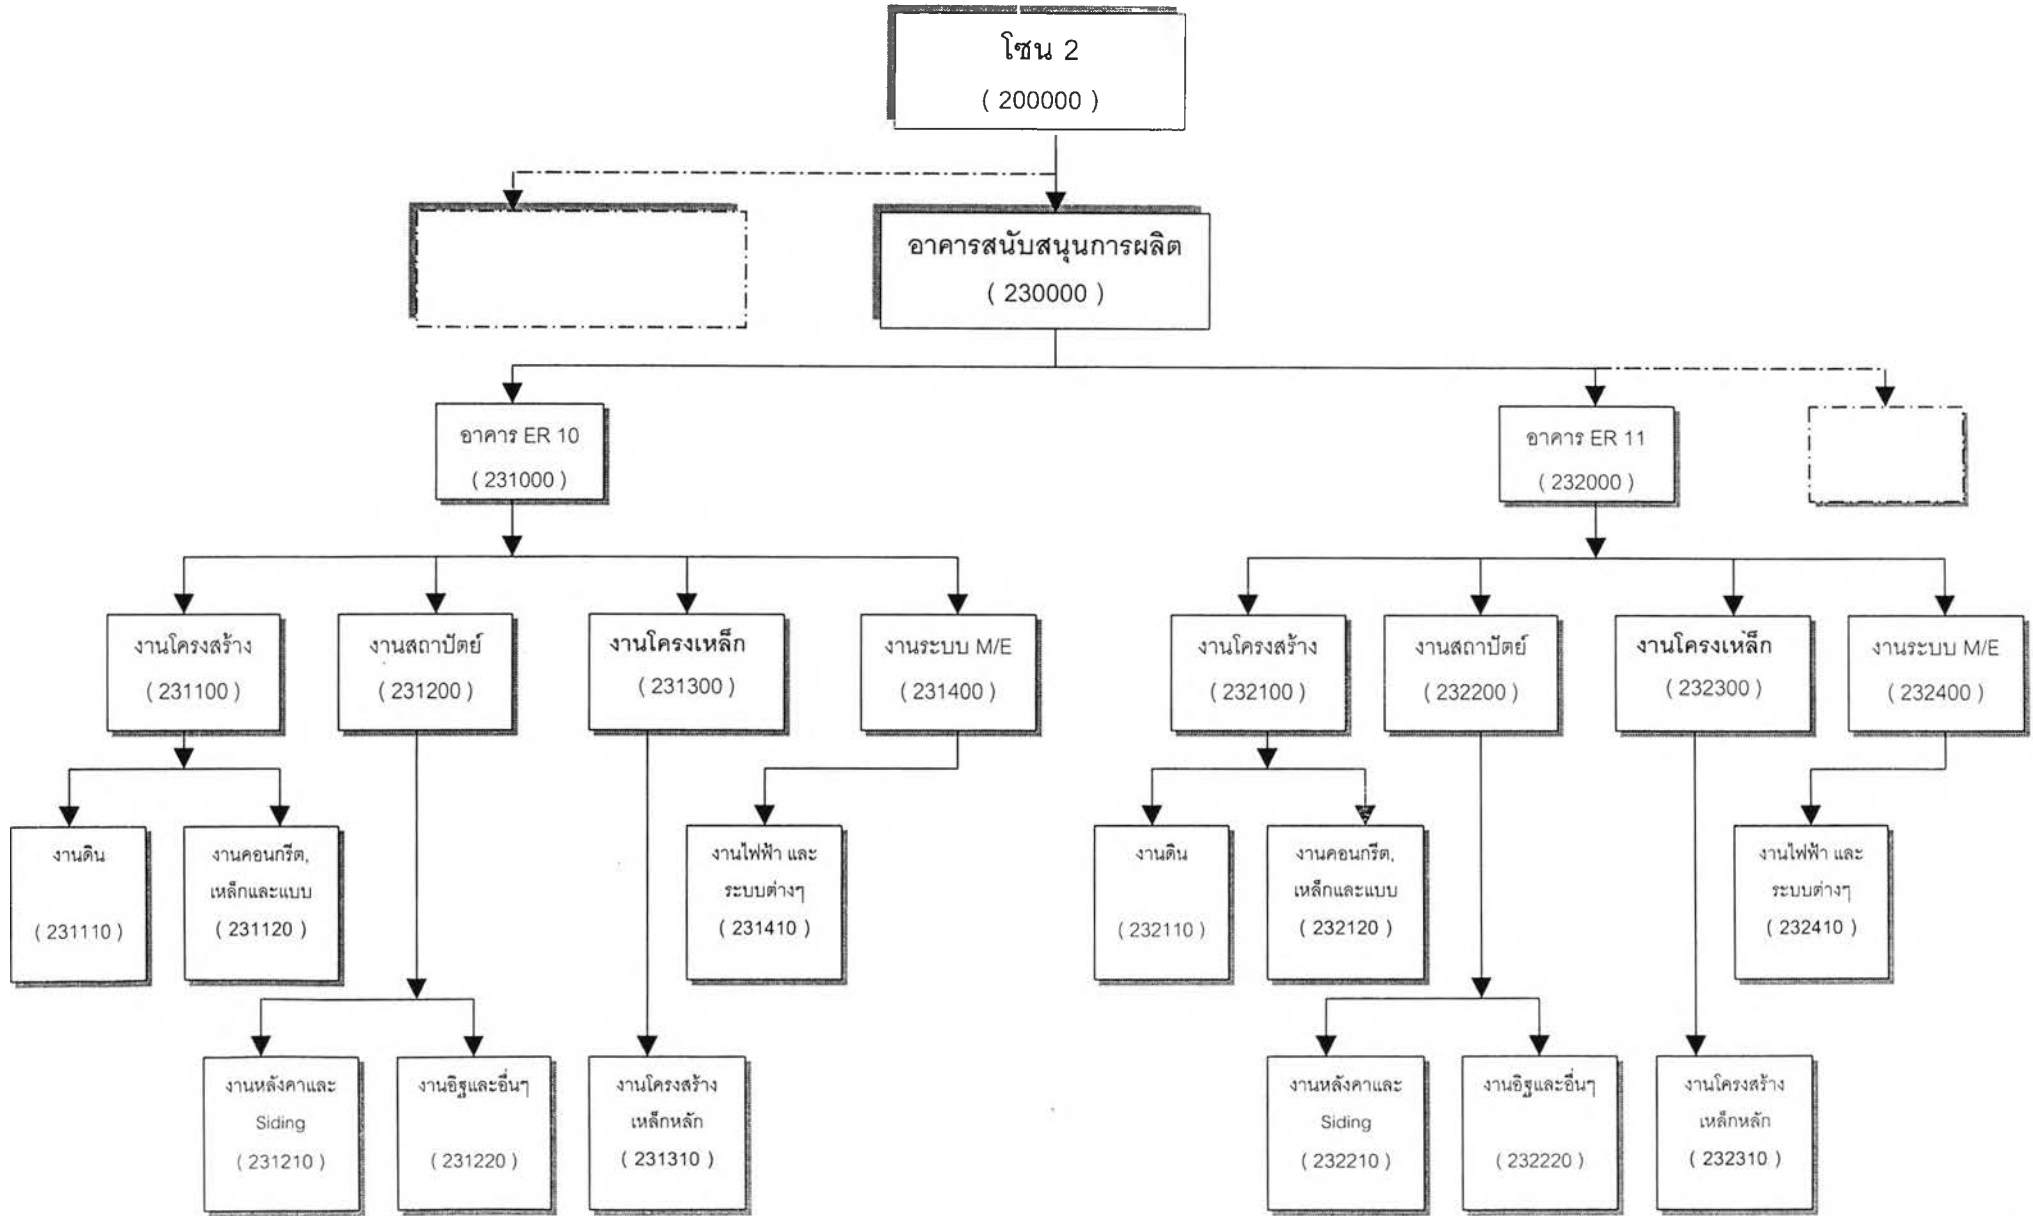 โซน 2
( 200000 )
อาคารสนับสนุนการผลิต
( 230000 )
อาคาร ER 10
( 231000 )
อาคาร ER 11
( 232000 )
งานโครงสร้าง
( 231100 )
งานสถาปัตย์
( 231200 )
งานโครงเหล็ก
( 231300 )
งานระบบ M/E
( 231400 )
งานโครงสร้าง
( 232100 )
งานสถาปัตย์
( 232200 )
งานโครงเหล็ก
( 232300 )
งานระบบ M/E
( 232400 )
งานดิน
( 231110 )
งานคอนกรีต,
เหล็กและแบบ
( 231120 )
งานไฟฟ้า และ
ระบบต่างๆ
( 231410 )
งานดิน
( 232110 )
งานคอนกรีต,
เหล็กและแบบ
( 232120 )
งานไฟฟ้า และ
ระบบต่างๆ
( 232410 )
งานหลังคาและ
Siding
( 231210 )
งานอิฐและอื่นๆ
( 231220 )
งานโครงสร้าง
เหล็กหลัก
( 231310 )
งานหลังคาและ
Siding
( 232210 )
งานอิฐและอื่นๆ
( 232220 )
งานโครงสร้าง
เหล็กหลัก
( 232310 )